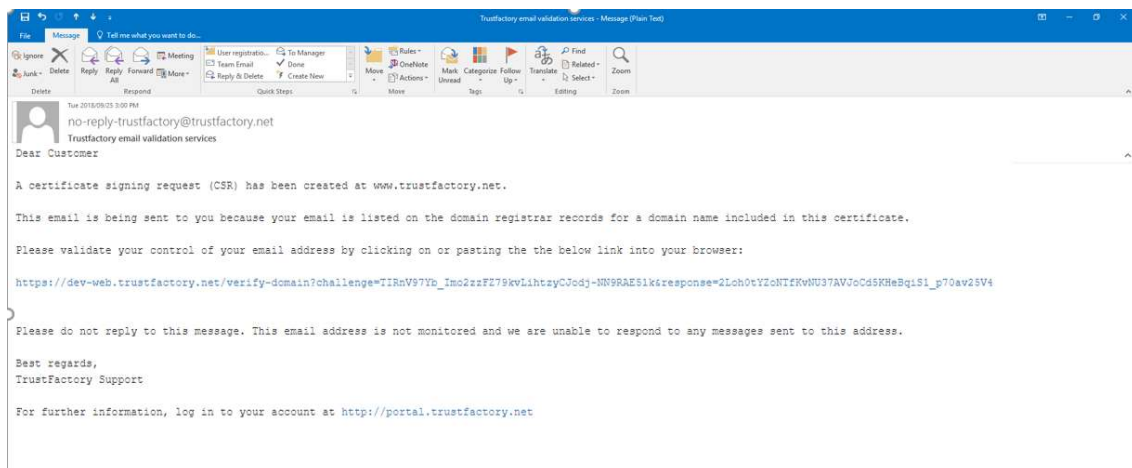 Trustfactory email validation services - Message (Plain Text)
File Message Tell me what you want to do...
Ignore Delete Reply Reply All Forward Meeting User registratio... To Manager Move Rules Mark Unread Categorize Follow Up Translate Find Zoom
Team Email Done OneNote Related
Junk More Reply & Delete Create New Actions Select
Delete Respond Quick Steps Move Tags Editing Zoom
Tue 2018/09/25 3:00 PM
no-reply-trustfactory@trustfactory.net
Trustfactory email validation services
Dear Customer
A certificate signing request (CSR) has been created at www.trustfactory.net.
This email is being sent to you because your email is listed on the domain registrar records for a domain name included in this certificate.
Please validate your control of your email address by clicking on or pasting the the below link into your browser:
https://dev-web.trustfactory.net/verify-domain?challenge=TIRnV97Yb_Imo2zrFZ79kvLihtzyCJodj-NN9RAE5lk&response=2Loh0tYZoNTfKwNU37AVJoCd5KHeBqiSl_p70av25V4
Please do not reply to this message. This email address is not monitored and we are unable to respond to any messages sent to this address.
Best regards,
TrustFactory Support
For further information, log in to your account at http://portal.trustfactory.net